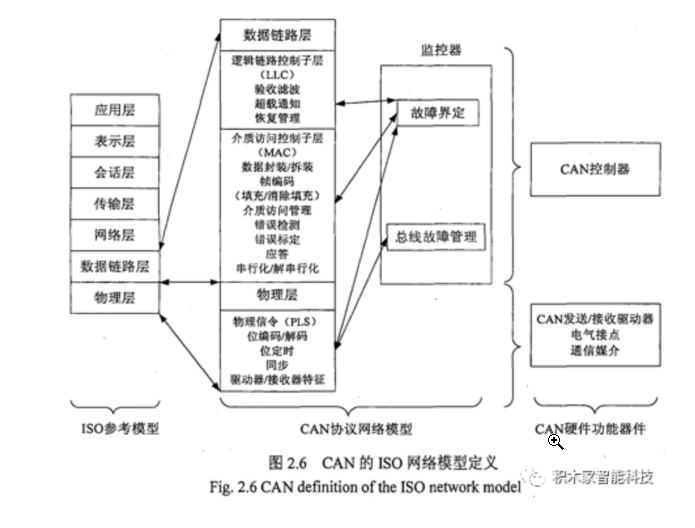 应用层
表示层
会话层
传输层
网络层
数据链路层
物理层
ISO参考模型
数据链路层
逻辑链路控制子层
（LLC）
验收滤波
超载通知
恢复管理
介质访问控制子层
（MAC）
数据封装/拆装
帧编码
（填充/消除填充）
介质访问管理
错误检测
错误标定
应答
串行化/解串行化
物理层
物理信令（PLS）
位编码/解码
位定时
同步
驱动器/接收器特征
CAN协议网络模型
监控器
故障界定
总线故障管理
CAN控制器
CAN发送/接收驱动器
电气接点
通信媒介
CAN硬件功能器件
图 2.6 CAN 的 ISO 网络模型定义
Fig. 2.6 CAN definition of the ISO network model
积木家智能科技